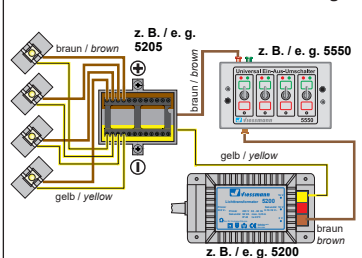 z. B. / e. g.
5205
braun / brown
z. B. / e. g. 5550
braun / brown
Universal Ein-Aus-Umschalter
Viessmann
5550
gelb / yellow
gelb / yellow
Viessmann
Lichttransformator 5200
braun
brown
z. B. / e. g. 5200